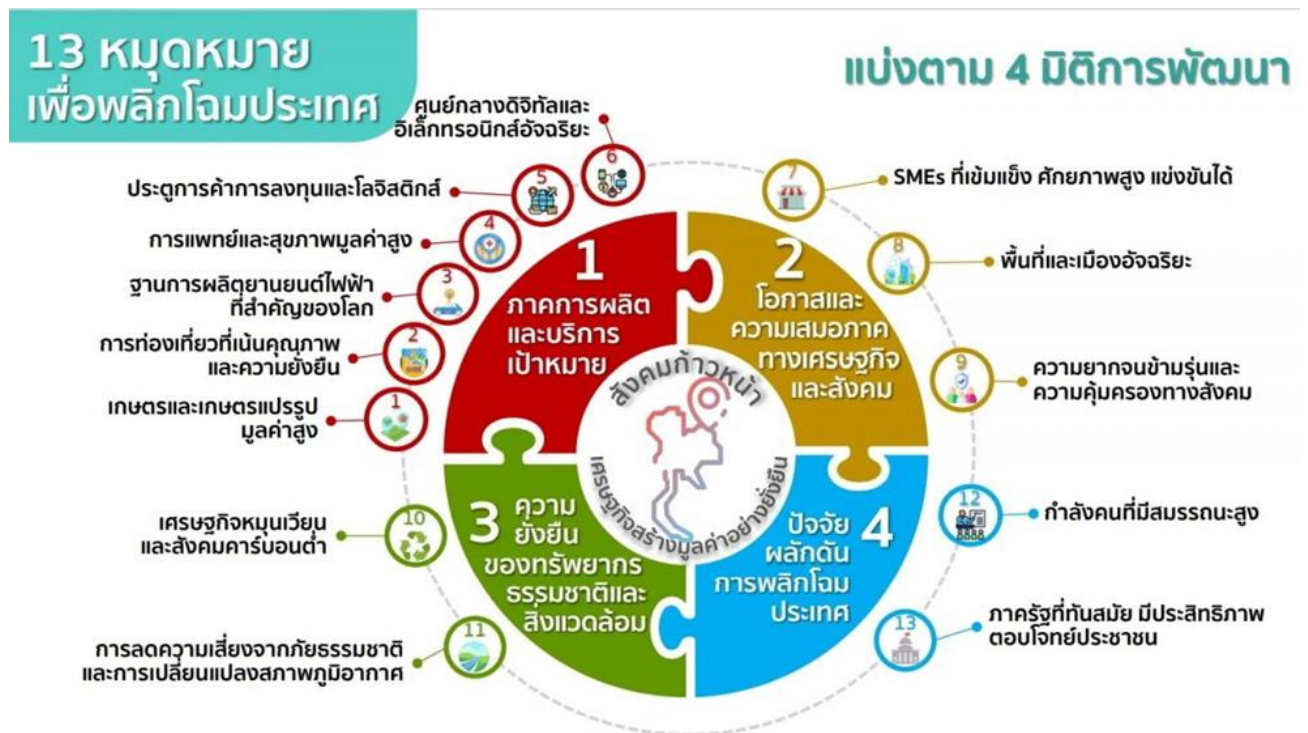 13 หมุดหมาย
เพื่อพลิกโฉมประเทศ
แบ่งตาม 4 มิติการพัฒนา
ศูนย์กลางดิจิทัลและ
อิเล็กทรอนิกส์อัจฉริยะ
6
5
ประตูการค้าการลงทุนและโลจิสติกส์
4
การแพทย์และสุขภาพมูลค่าสูง
3
ฐานการผลิตยานยนต์ไฟฟ้า
ที่สำคัญของโลก
2
การท่องเที่ยวที่เน้นคุณภาพ
และความยั่งยืน
1
เกษตรและเกษตรแปรรูป
มูลค่าสูง
1
ภาคการผลิต
และบริการ
เป้าหมาย
2
โอกาสและ
ความเสมอภาค
ทางเศรษฐกิจ
และสังคม
7
SMEs ที่เข้มแข็ง ศักยภาพสูง แข่งขันได้
8
พื้นที่และเมืองอัจฉริยะ
9
ความยากจนข้ามรุ่นและ
ความคุ้มครองทางสังคม
สังคมก้าวหน้า
เศรษฐกิจสร้างมูลค่าอย่างยั่งยืน
3 ความ
ยั่งยืน
ของทรัพยากร
ธรรมชาติและ
สิ่งแวดล้อม
10
เศรษฐกิจหมุนเวียน
และสังคมคาร์บอนต่ำ
11
การลดความเสี่ยงจากภัยธรรมชาติ
และการเปลี่ยนแปลงสภาพภูมิอากาศ
4
ปัจจัย
ผลักดัน
การพลิกโฉม
ประเทศ
12
กำลังคนที่มีสมรรถนะสูง
13
ภาครัฐที่ทันสมัย มีประสิทธิภาพ
ตอบโจทย์ประชาชน